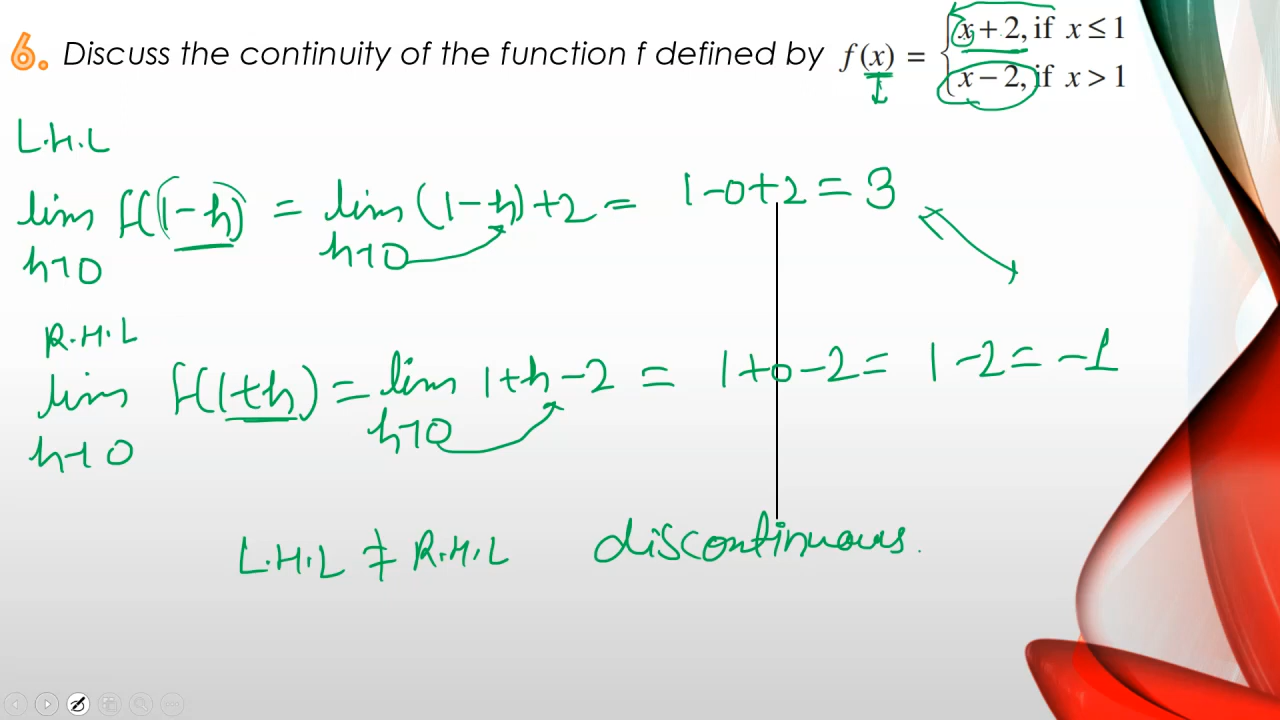 6. Discuss the continuity of the function f defined by f(x) = { x + 2, if x ≤ 1
x − 2, if x > 1
L.H.L
lim f(1-h) = lim (1-h)+2 = 1-0+2 = 3
h→0 h→0
R.H.L
lim f(1+h) = lim 1+h-2 = 1+0-2 = 1-2 = -1
h→0 h→0
L.H.L ≠ R.H.L discontinuous.